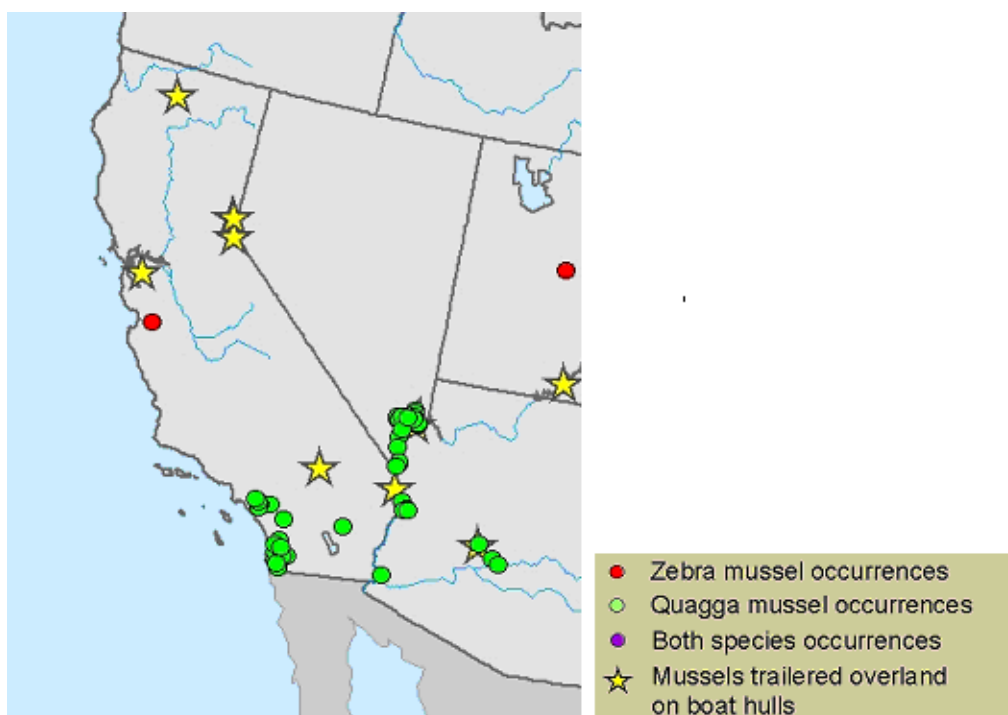 Zebra mussel occurrences
Quagga mussel occurrences
Both species occurrences
Mussels trailered overland
on boat hulls